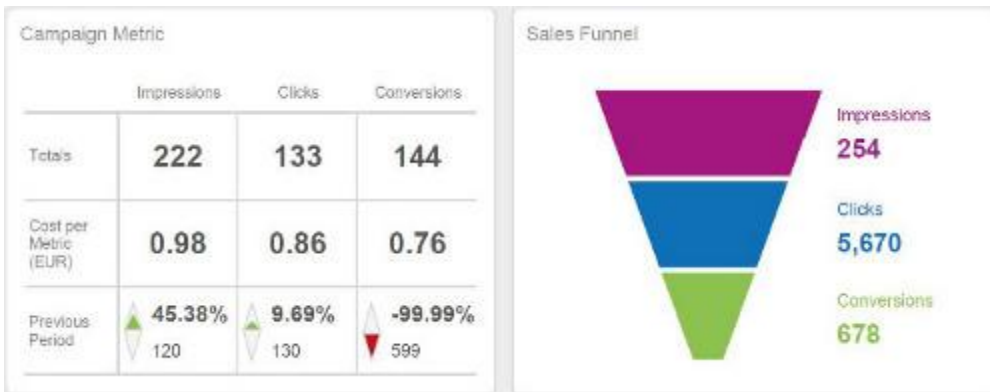 Campaign Metric
Impressions Clicks Conversions
Totals 222 133 144
Cost per
Metric
(EUR)
0.98 0.86 0.76
Previous
Period
45.38% 9.69% -99.99%
120 130 599
Sales Funnel
Impressions
254
Clicks
5,670
Conversions
678